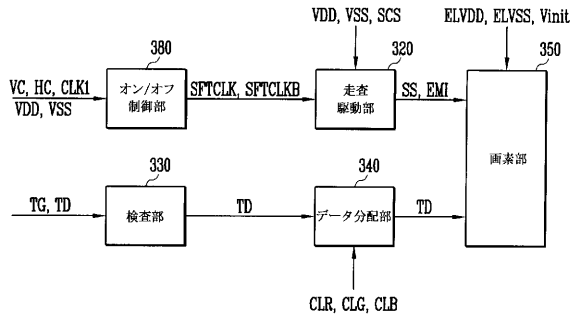 VDD, VSS, SCS
ELVDD, ELVSS, Vinit
380
320
350
VC, HC, CLK1
VDD, VSS
オン/オフ
制御部
SFTCLK, SFTCLKB
走査
駆動部
SS, EMI
画素部
330
340
TG, TD
検査部
TD
データ分配部
TD
CLR, CLG, CLB